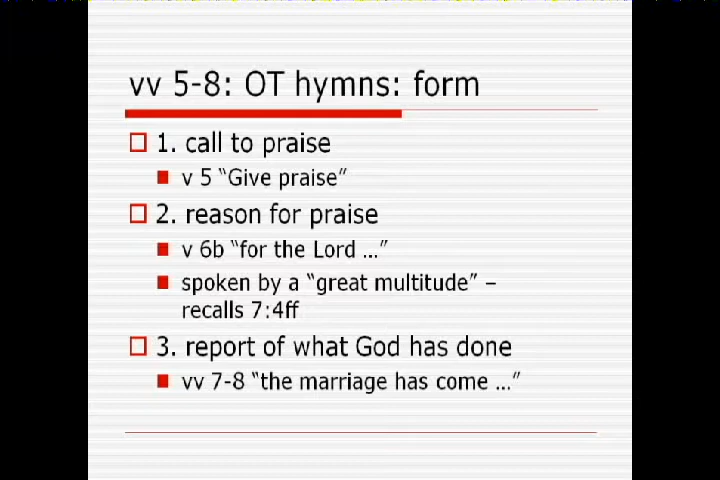 vv 5-8: OT hymns: form
1. call to praise
v 5 “Give praise”
2. reason for praise
v 6b “for the Lord …”
spoken by a “great multitude” –
recalls 7:4ff
3. report of what God has done
vv 7-8 “the marriage has come …”